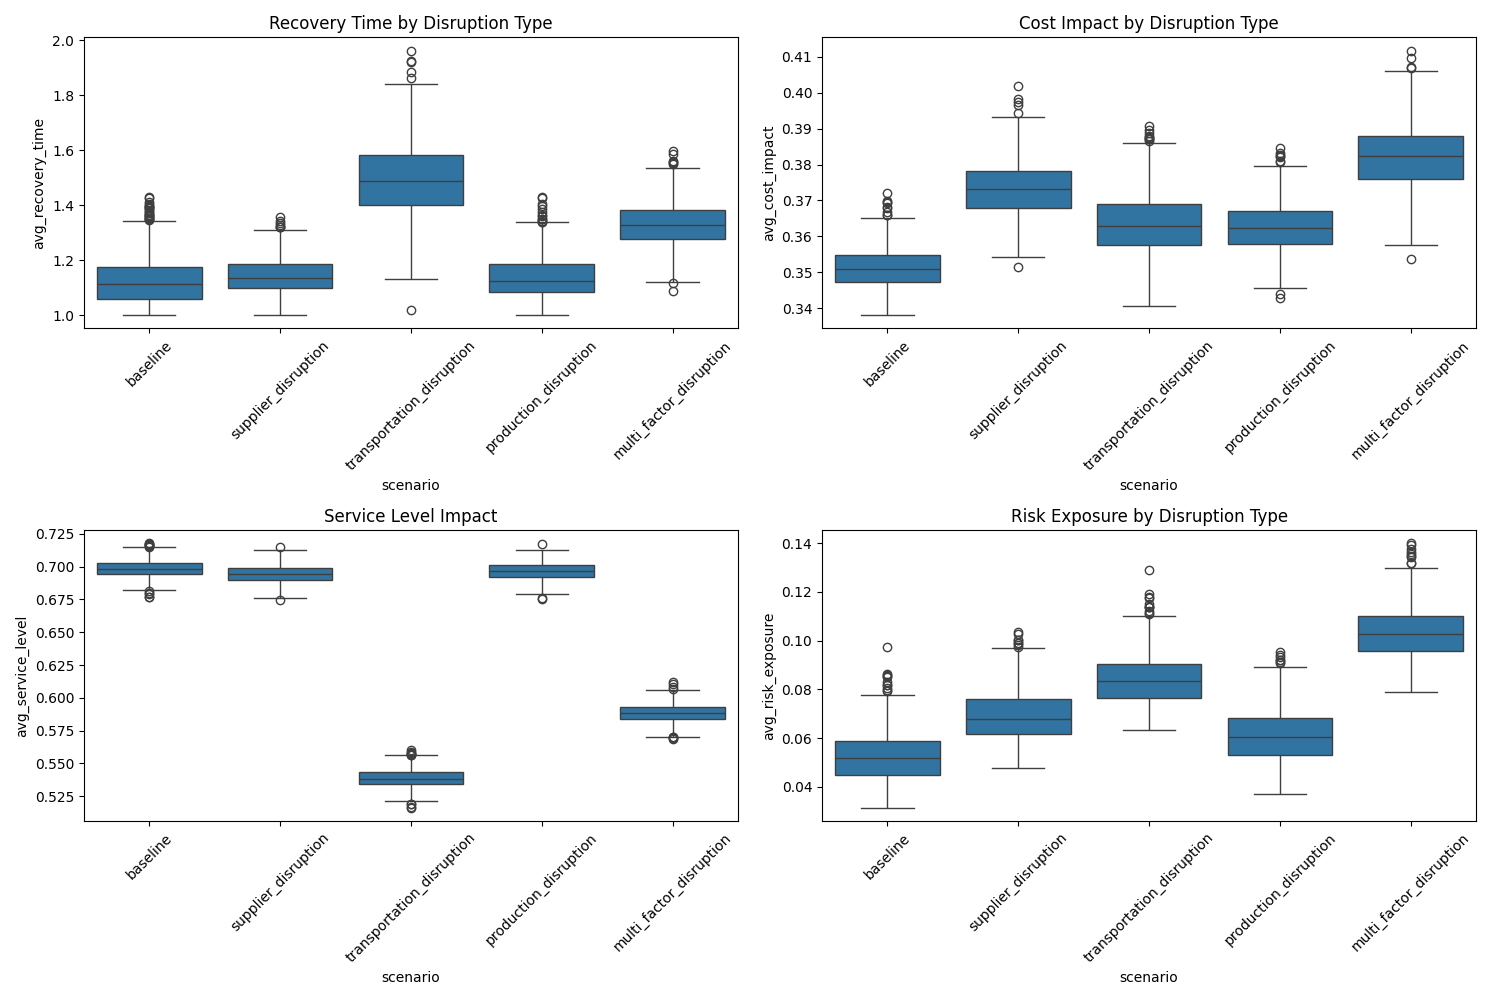 Recovery Time by Disruption Type
avg_recovery_time
2.0
1.8
1.6
1.4
1.2
1.0
baseline
supplier_disruption
transportation_disruption
production_disruption
multi_factor_disruption
scenario
Cost Impact by Disruption Type
avg_cost_impact
0.41
0.40
0.39
0.38
0.37
0.36
0.35
0.34
baseline
supplier_disruption
transportation_disruption
production_disruption
multi_factor_disruption
scenario
Service Level Impact
avg_service_level
0.725
0.700
0.675
0.650
0.625
0.600
0.575
0.550
0.525
baseline
supplier_disruption
transportation_disruption
production_disruption
multi_factor_disruption
scenario
Risk Exposure by Disruption Type
avg_risk_exposure
0.14
0.12
0.10
0.08
0.06
0.04
baseline
supplier_disruption
transportation_disruption
production_disruption
multi_factor_disruption
scenario